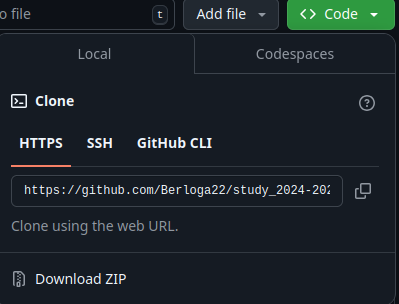 o file t Add file Code
Local Codespaces
Clone
HTTPS SSH GitHub CLI
https://github.com/Berloga22/study_2024-202
Clone using the web URL.
Download ZIP